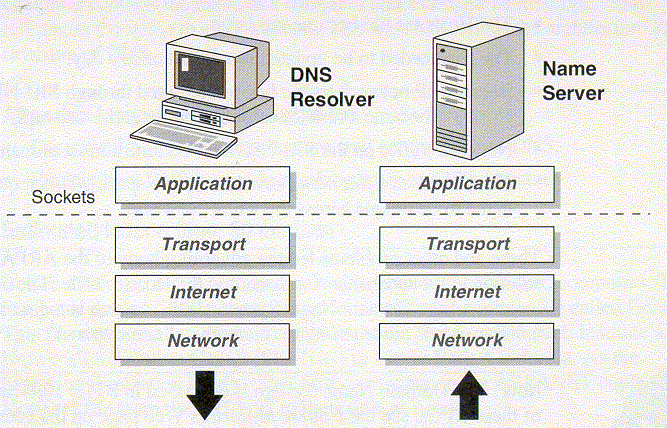 DNS
Resolver
Name
Server
Application
Application
Sockets
Transport
Transport
Internet
Internet
Network
Network